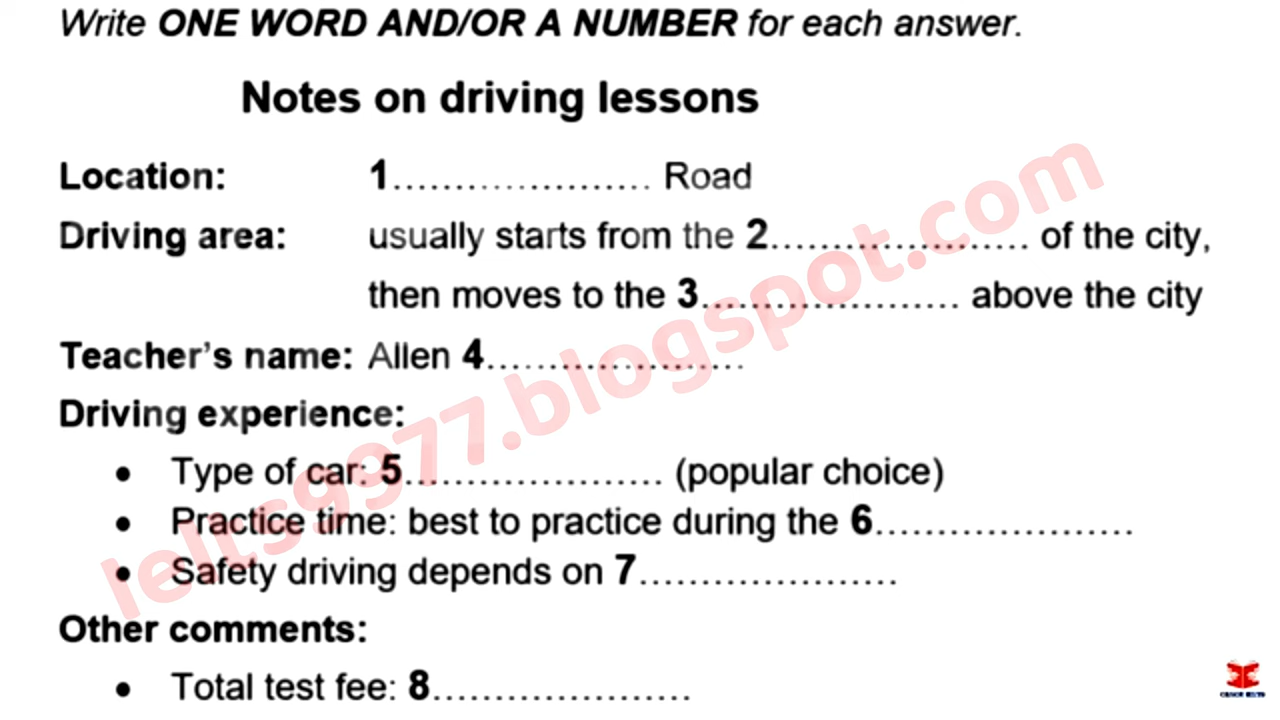 Write ONE WORD AND/OR A NUMBER for each answer.
Notes on driving lessons
Location: 1..................... Road
Driving area: usually starts from the 2..................... of the city,
then moves to the 3..................... above the city
Teacher's name: Allen 4.....................
Driving experience:
• Type of car: 5..................... (popular choice)
• Practice time: best to practice during the 6.....................
• Safety driving depends on 7.....................
Other comments:
• Total test fee: 8.....................
Ielts9977.blogspot.com